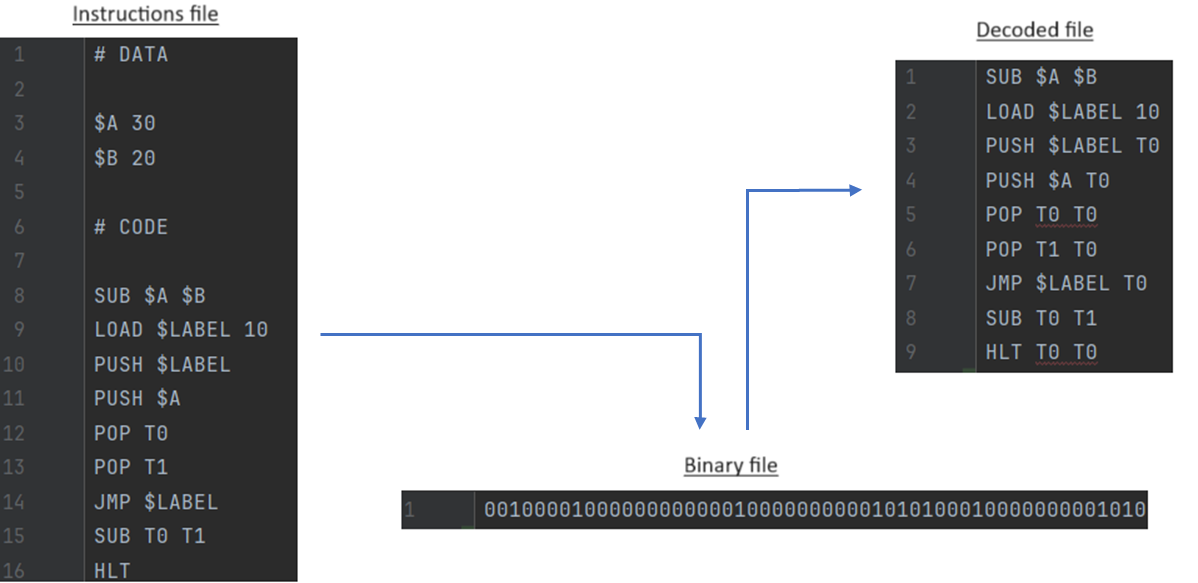 Instructions file
1 # DATA
2
3 $A 30
4 $B 20
5
6 # CODE
7
8 SUB $A $B
9 LOAD $LABEL 10
10 PUSH $LABEL
11 PUSH $A
12 POP T0
13 POP T1
14 JMP $LABEL
15 SUB T0 T1
16 HLT
Decoded file
1 SUB $A $B
2 LOAD $LABEL 10
3 PUSH $LABEL T0
4 PUSH $A T0
5 POP T0 T0
6 POP T1 T0
7 JMP $LABEL T0
8 SUB T0 T1
9 HLT T0 T0
Binary file
1 00100001000000000000100000000001010100010000000001010